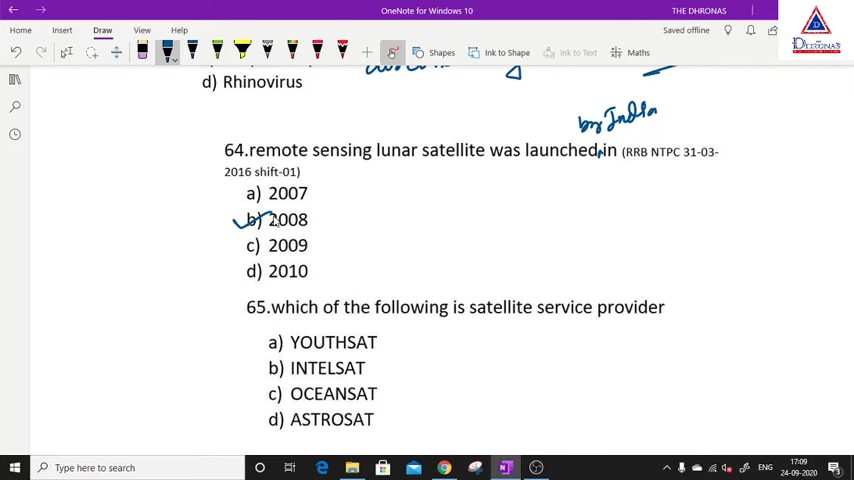 OneNote for Windows 10
THE DHRONAS
Home Insert Draw View Help
Saved offline
Shapes Ink to Shape Ink to Text Maths
THE
DHRONAS
d) Rhinovirus
by India
64.remote sensing lunar satellite was launched in (RRB NTPC 31-03-
2016 shift-01)
a) 2007
b) 2008
c) 2009
d) 2010
65.which of the following is satellite service provider
a) YOUTHSAT
b) INTELSAT
c) OCEANSAT
d) ASTROSAT
Type here to search
ENG
17:09
24-09-2020
3